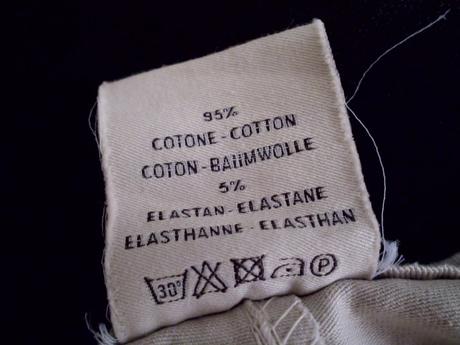 95%
COTONE - COTTON
COTON - BAUMWOLLE
5%
ELASTAN - ELASTANE
ELASTHANNE - ELASTHAN
30° P